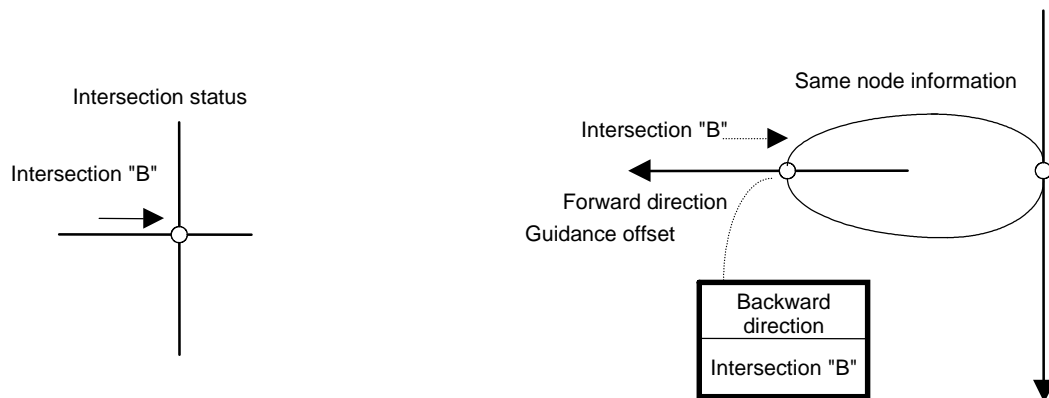 Intersection status
Intersection "B"
Same node information
Intersection "B"
Forward direction
Guidance offset
Backward
direction
Intersection "B"